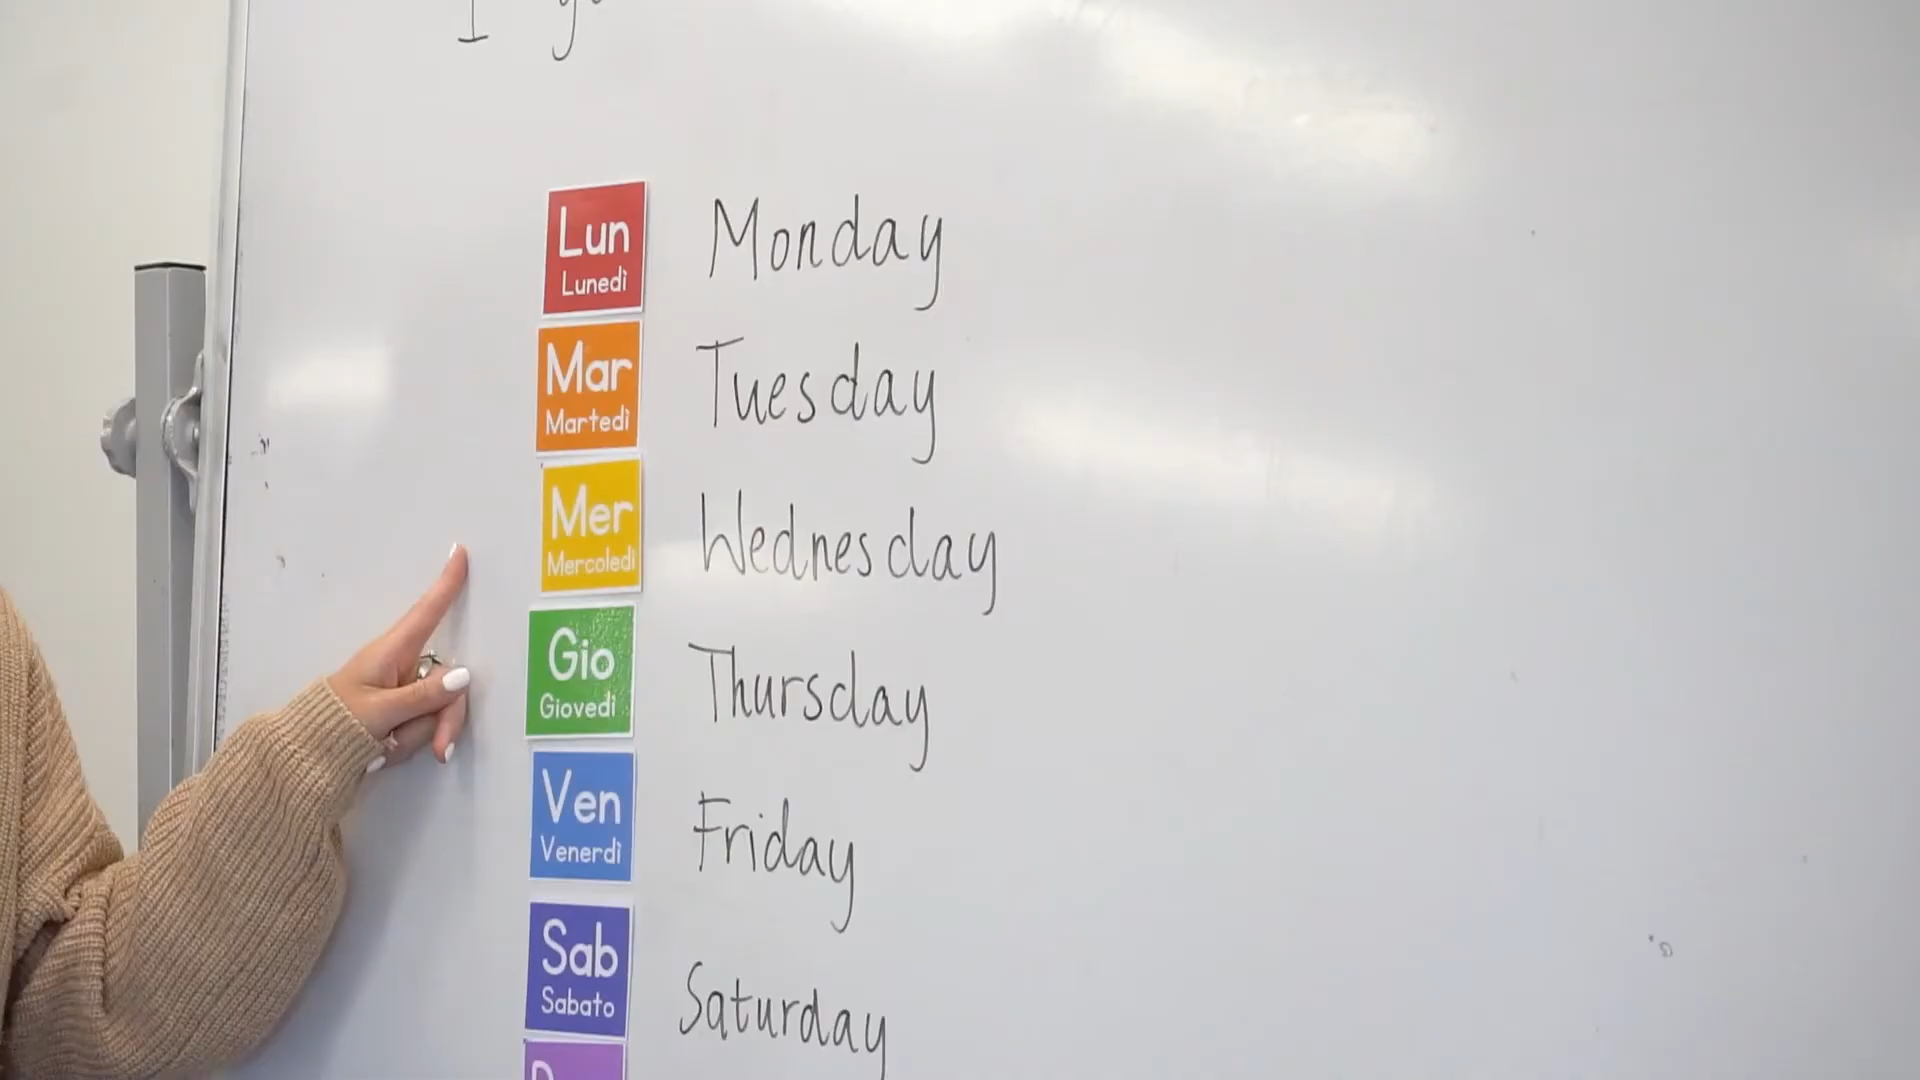 Lun
Lunedì
Monday
Mar
Martedì
Tuesday
Mer
Mercoledì
Wednesday
Gio
Giovedì
Thursday
Ven
Venerdì
Friday
Sab
Sabato
Saturday